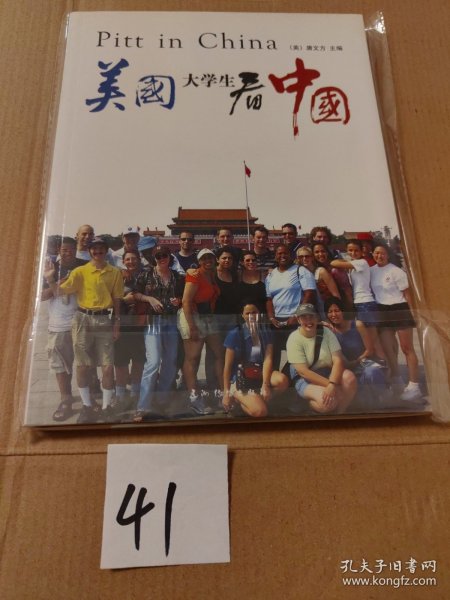 Pitt in China
（美）唐文方 主编
美國大学生看中國
41
孔夫子旧书网
www.kongfz.com